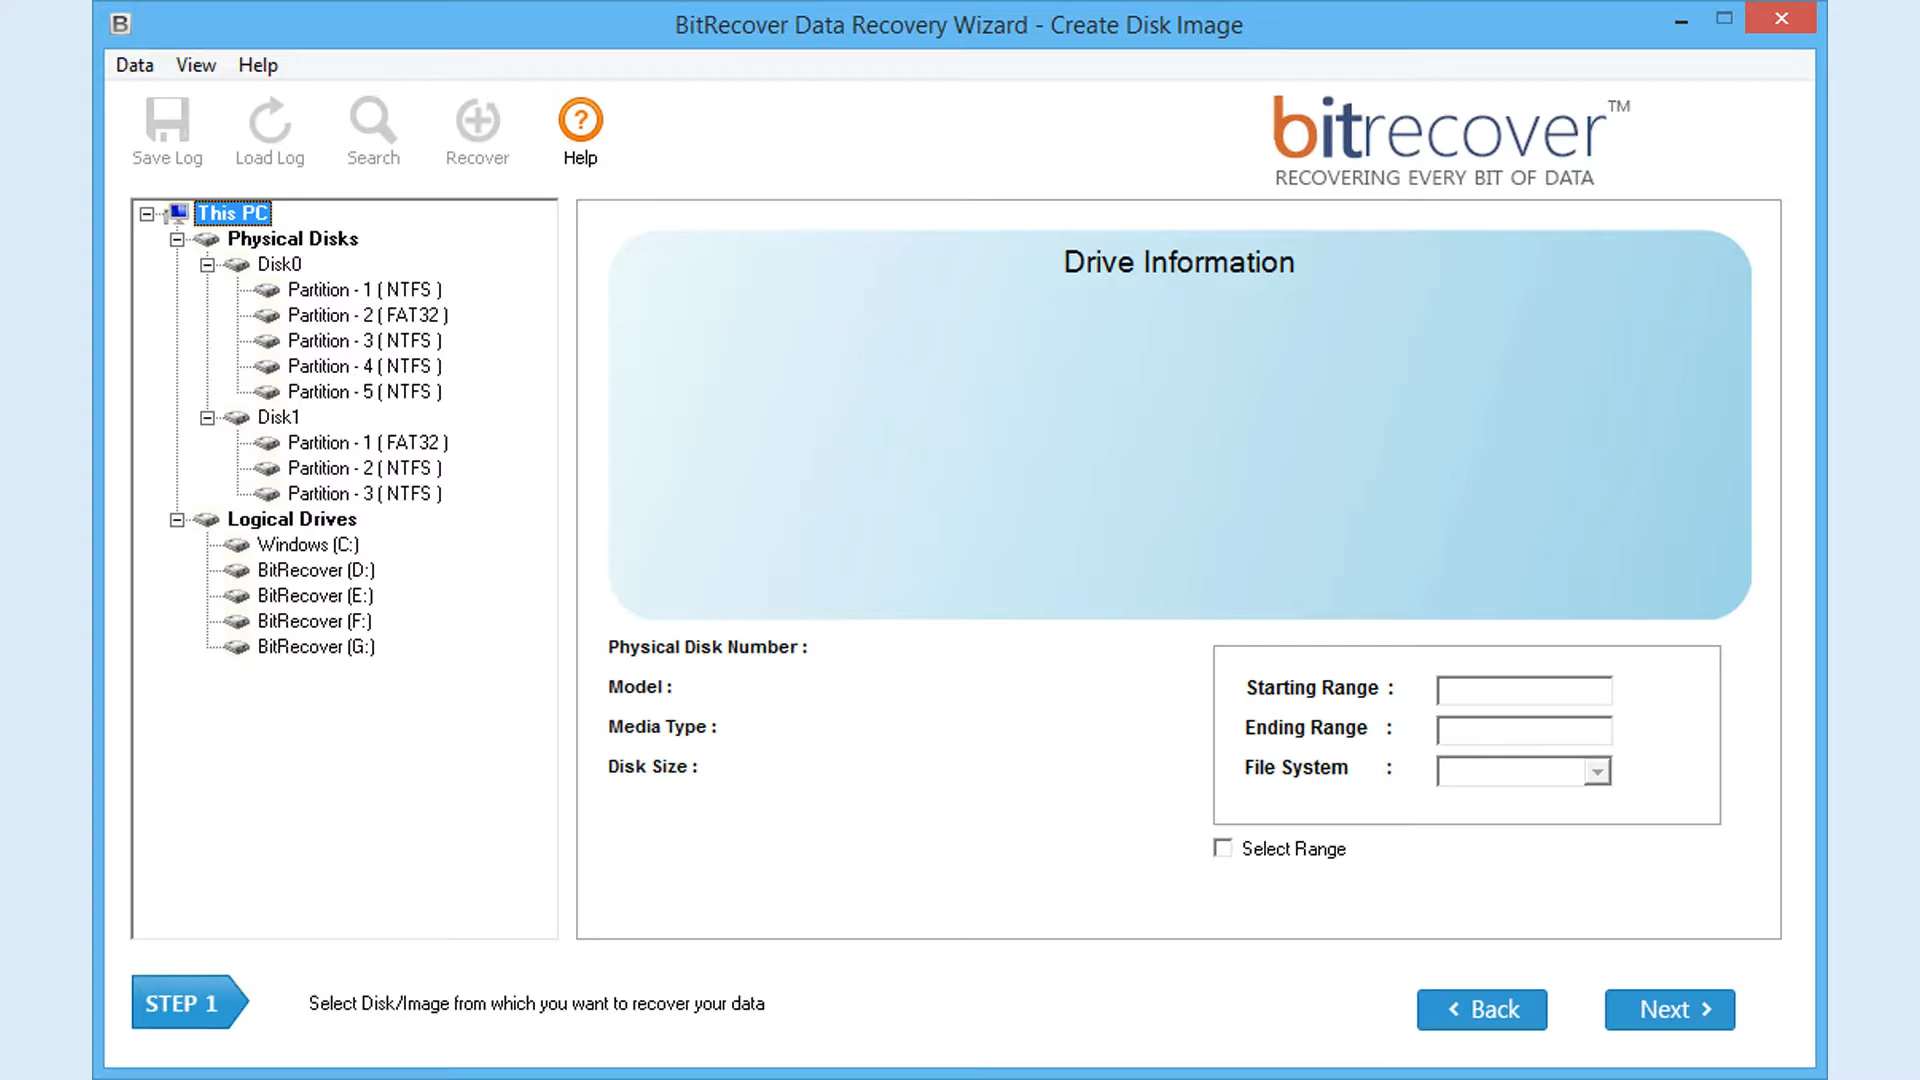 B
BitRecover Data Recovery Wizard - Create Disk Image
Data View Help
Save Log Load Log Search Recover ? Help
bitrecover™
RECOVERING EVERY BIT OF DATA
This PC
Physical Disks
Disk0
Partition - 1 ( NTFS )
Partition - 2 ( FAT32 )
Partition - 3 ( NTFS )
Partition - 4 ( NTFS )
Partition - 5 ( NTFS )
Disk1
Partition - 1 ( FAT32 )
Partition - 2 ( NTFS )
Partition - 3 ( NTFS )
Logical Drives
Windows (C:)
BitRecover (D:)
BitRecover (E:)
BitRecover (F:)
BitRecover (G:)
Drive Information
Physical Disk Number :
Model :
Media Type :
Disk Size :
Starting Range :
Ending Range :
File System :
Select Range
STEP 1
Select Disk/Image from which you want to recover your data
< Back
Next >